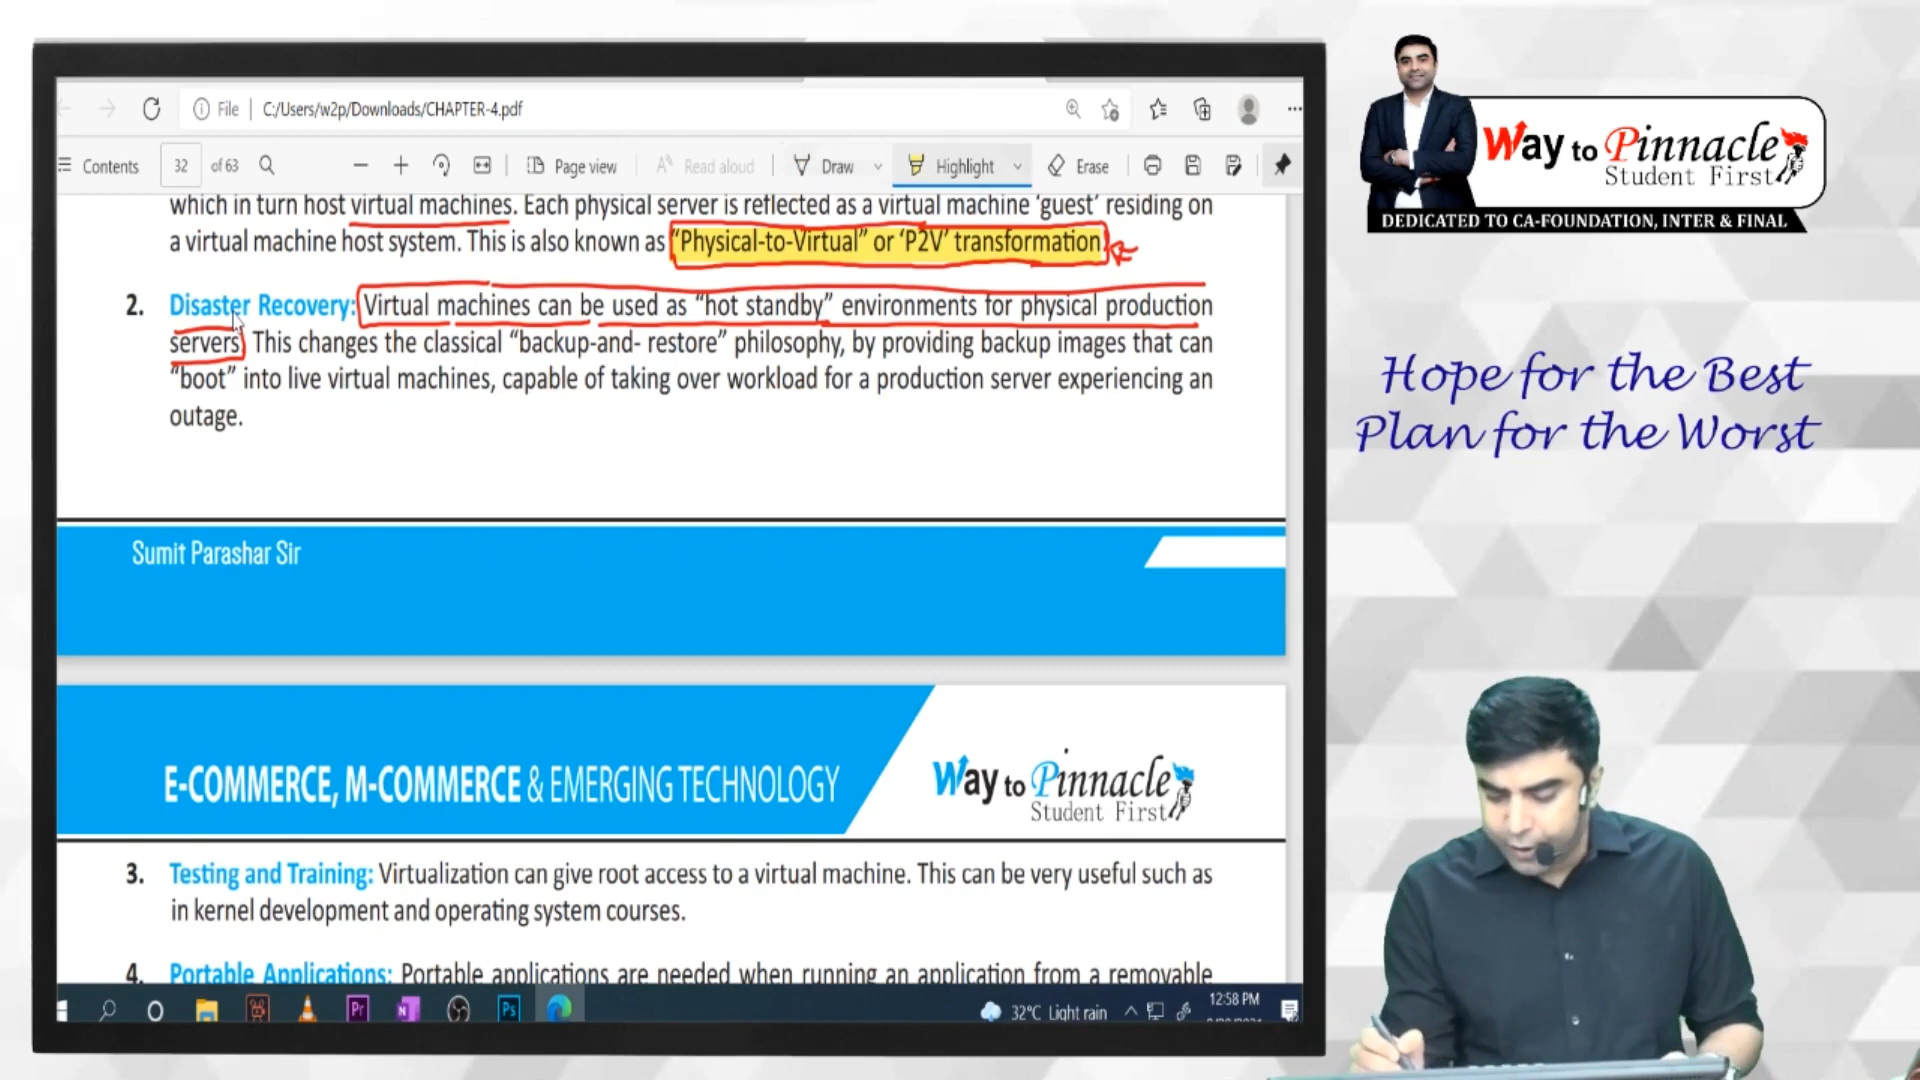 File C:/Users/w2p/Downloads/CHAPTER-4.pdf
Contents 32 of 63 Page view Read aloud Draw Highlight Erase
which in turn host virtual machines. Each physical server is reflected as a virtual machine ‘guest’ residing on
a virtual machine host system. This is also known as “Physical-to-Virtual” or ‘P2V’ transformation
2. Disaster Recovery: Virtual machines can be used as “hot standby” environments for physical production
servers. This changes the classical “backup-and- restore” philosophy, by providing backup images that can
“boot” into live virtual machines, capable of taking over workload for a production server experiencing an
outage.
Sumit Parashar Sir
E-COMMERCE, M-COMMERCE & EMERGING TECHNOLOGY
Way to Pinnacle
Student First
3. Testing and Training: Virtualization can give root access to a virtual machine. This can be very useful such as
in kernel development and operating system courses.
4. Portable Applications: Portable applications are needed when running an application from a removable
Pr
Ps
32°C Light rain
12:58 PM
Way to Pinnacle
Student First
DEDICATED TO CA-FOUNDATION, INTER & FINAL
Hope for the Best
Plan for the Worst